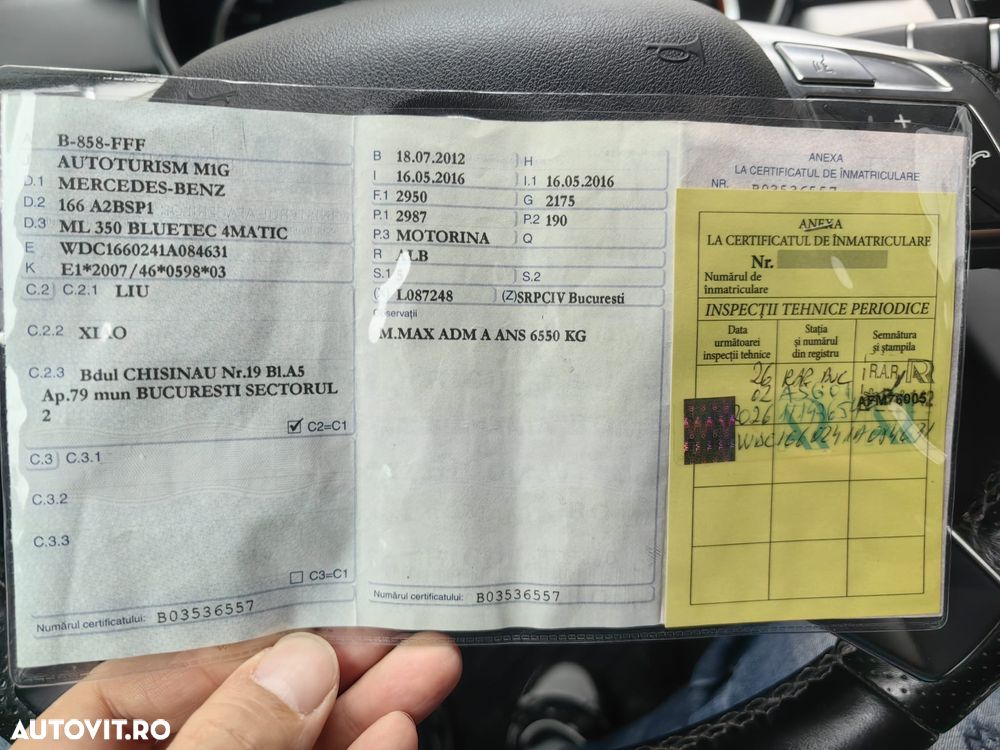 B-858-FFF
AUTOTURISM M1G
D.1 MERCEDES-BENZ
D.2 166 A2BSP1
D.3 ML 350 BLUETEC 4MATIC
E WDC1660241A084631
K E1*2007/46*0598*03
C.2 C.2.1 LIU
C.2.2
C.2.3 Bdul CHISINAU Nr.19 Bl.A5
Ap.79 mun BUCURESTI SECTORUL
2
C2=C1
C.3 C.3.1
C.3.2
C.3.3
C3=C1
Numărul certificatului: B03536557
B 18.07.2012 H
I 16.05.2016 I.1 16.05.2016
F.1 2950 G 2175
P.1 2987 P.2 190
P.3 MOTORINA Q
R ALB
S.1 5 S.2
L087248 (Z) SRPCIV Bucuresti
Observații
M.MAX ADM A ANS 6550 KG
Numărul certificatului: B03536557
ANEXA
LA CERTIFICATUL DE ÎNMATRICULARE
NR. B03536557
ANEXA
LA CERTIFICATUL DE ÎNMATRICULARE
Nr.
Numărul de
înmatriculare
INSPECȚII TEHNICE PERIODICE
Data
următoarei
inspecții tehnice
Stația
și numărul
din registru
Semnătura
și ștampila
26 RAR BUC R.A.R.
02
2026
AUTOVIT.RO